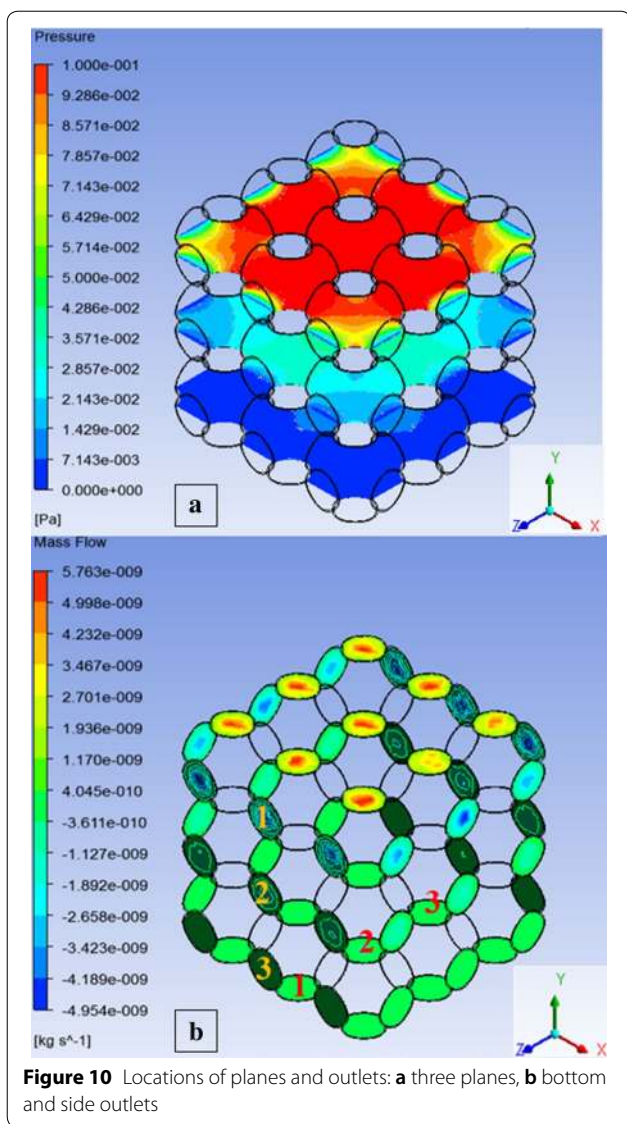 Pressure
1.000e-001
9.286e-002
8.571e-002
7.857e-002
7.143e-002
6.429e-002
5.714e-002
5.000e-002
4.286e-002
3.571e-002
2.857e-002
2.143e-002
1.429e-002
7.143e-003
0.000e+000
[Pa]
a
Y
Z
X
Mass Flow
5.763e-009
4.998e-009
4.232e-009
3.467e-009
2.701e-009
1.936e-009
1.170e-009
4.045e-010
-3.611e-010
-1.127e-009
-1.892e-009
-2.658e-009
-3.423e-009
-4.189e-009
-4.954e-009
[kg s^-1]
1
2
3
3
2
1
b
Y
Z
X
Figure 10 Locations of planes and outlets: a three planes, b bottom
and side outlets